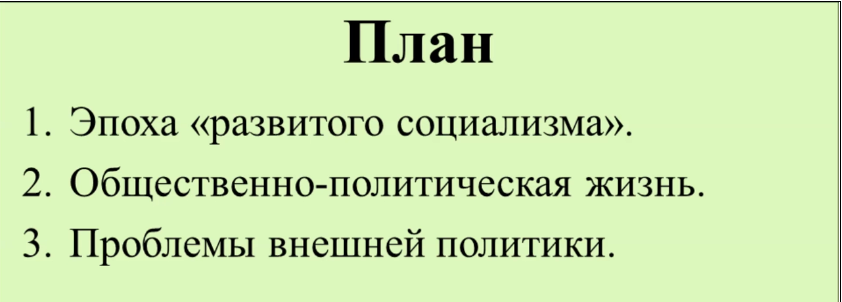 План
1. Эпоха «развитого социализма».
2. Общественно-политическая жизнь.
3. Проблемы внешней политики.